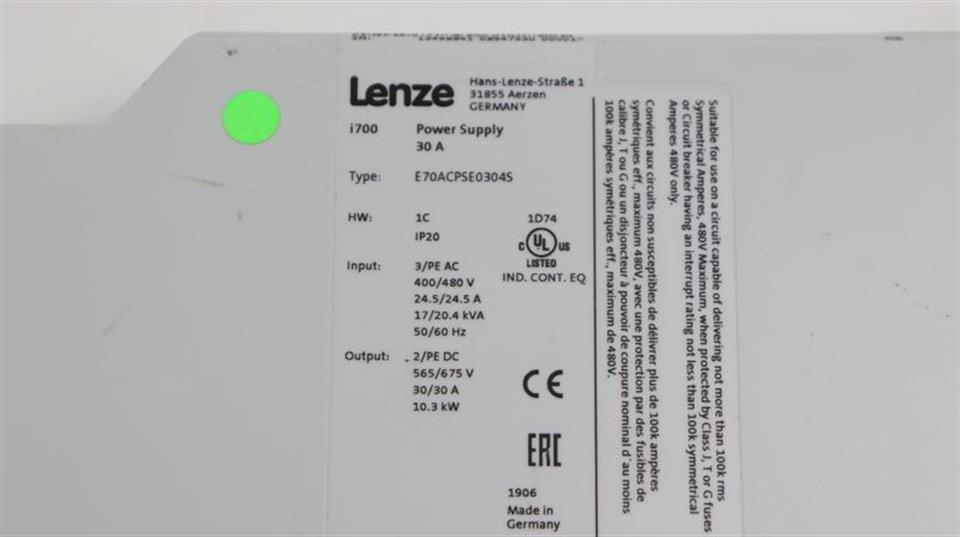 Lenze
Hans-Lenze-Straße 1
31855 Aerzen
GERMANY
i700 Power Supply
30 A
Type: E70ACPSE0304S
HW: 1C
IP20
1D74
C UL US
LISTED
IND. CONT. EQ
Input: 3/PE AC
400/480 V
24.5/24.5 A
17/20.4 kVA
50/60 Hz
Output: 2/PE DC
565/675 V
30/30 A
10.3 kW
CE
EAC
1906
Made in
Germany
Suitable for use on a circuit capable of delivering not more than 100k rms
Symmetrical Amperes, 480V Maximum, when protected by Class J, T or G fuses
or Circuit breaker having an interrupt rating not less than 100k symmetrical
Amperes 480V only.
Convient aux circuits non susceptibles de délivrer plus de 100k ampères
symétriques eff., maximum 480V, avec une protection par des fusibles de
calibre J, T ou G ou un disjoncteur à pouvoir de coupure nominal d'au moins
100k ampères symétriques eff., maximum de 480V.